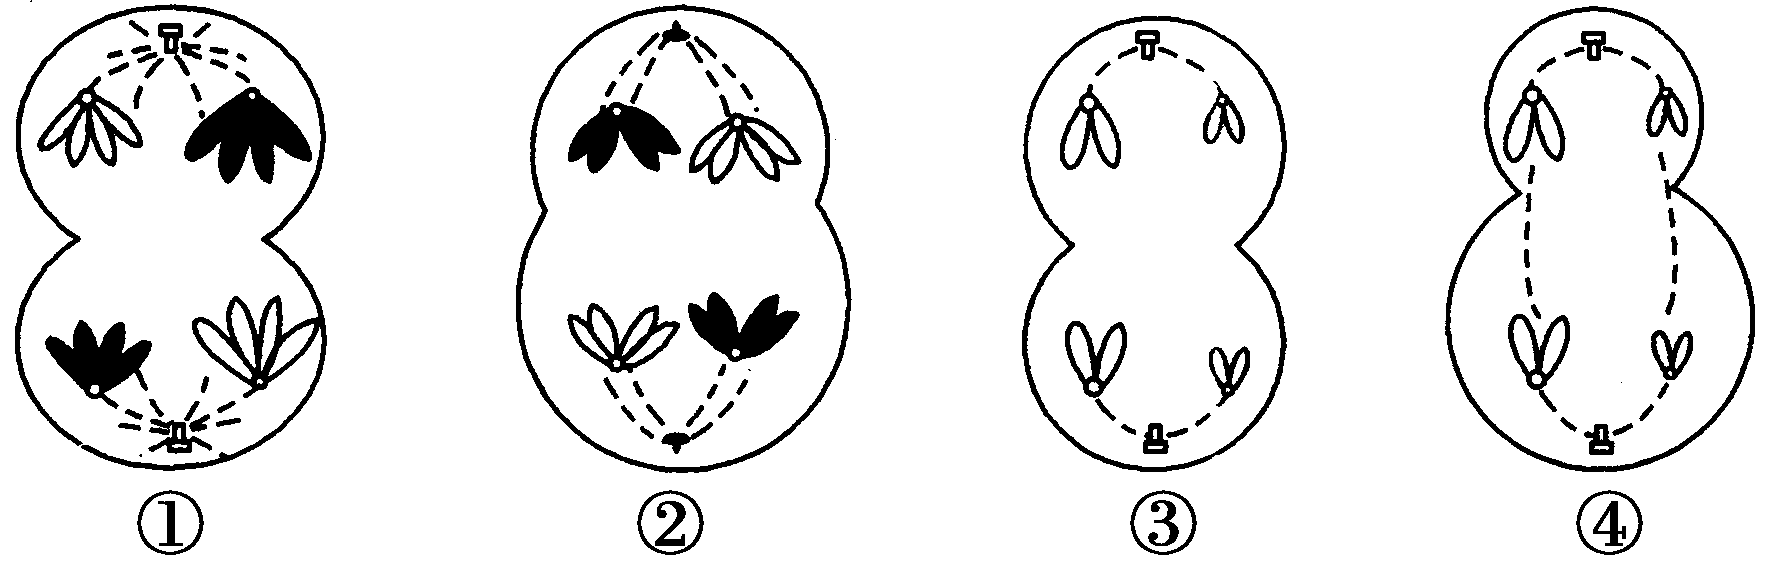 ① ② ③ ④